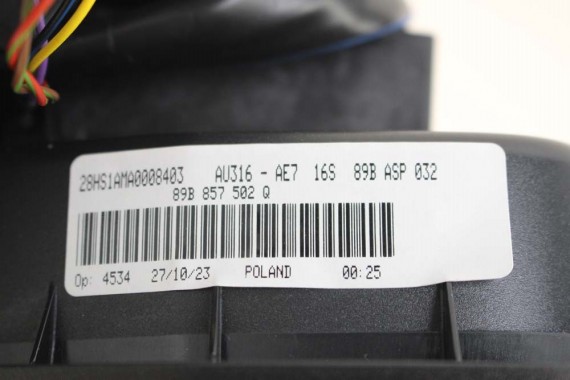 28HS1AMA0008403 AU316 - AE7 16S 89B ASP 032
89B 857 502 Q
Op: 4534 27/10/23 POLAND 00:25